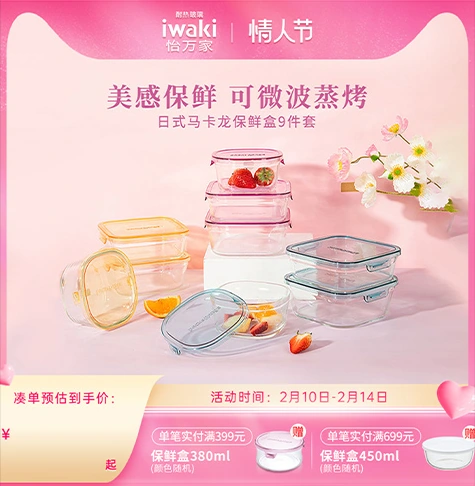 耐热玻璃
iwaki
怡万家
情人节
美感保鲜 可微波蒸烤
日式马卡龙保鲜盒9件套
凑单预估到手价：
¥
起
活动时间：2月10日-2月14日
单笔实付满399元
保鲜盒380ml
(颜色随机)
赠
单笔实付满699元
保鲜盒450ml
(颜色随机)
赠